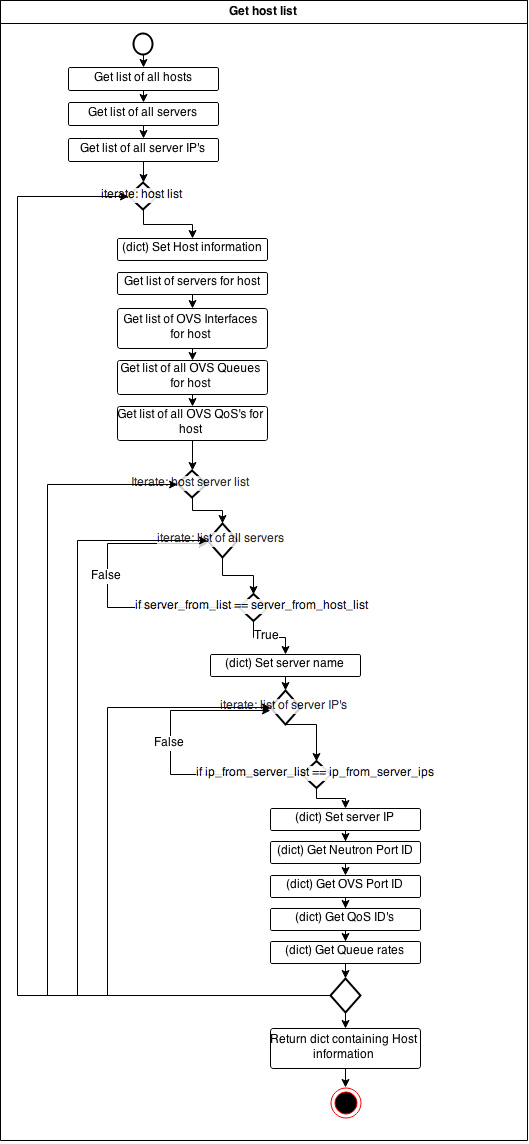 Get host list
Get list of all hosts
Get list of all servers
Get list of all server IP's
iterate: host list
(dict) Set Host information
Get list of servers for host
Get list of OVS Interfaces
for host
Get list of all OVS Queues
for host
Get list of all OVS QoS's for
host
Iterate: host server list
iterate: list of all servers
False
if server_from_list == server_from_host_list
True
(dict) Set server name
iterate: list of server IP's
False
if ip_from_server_list == ip_from_server_ips
(dict) Set server IP
(dict) Get Neutron Port ID
(dict) Get OVS Port ID
(dict) Get QoS ID's
(dict) Get Queue rates
Return dict containing Host
information